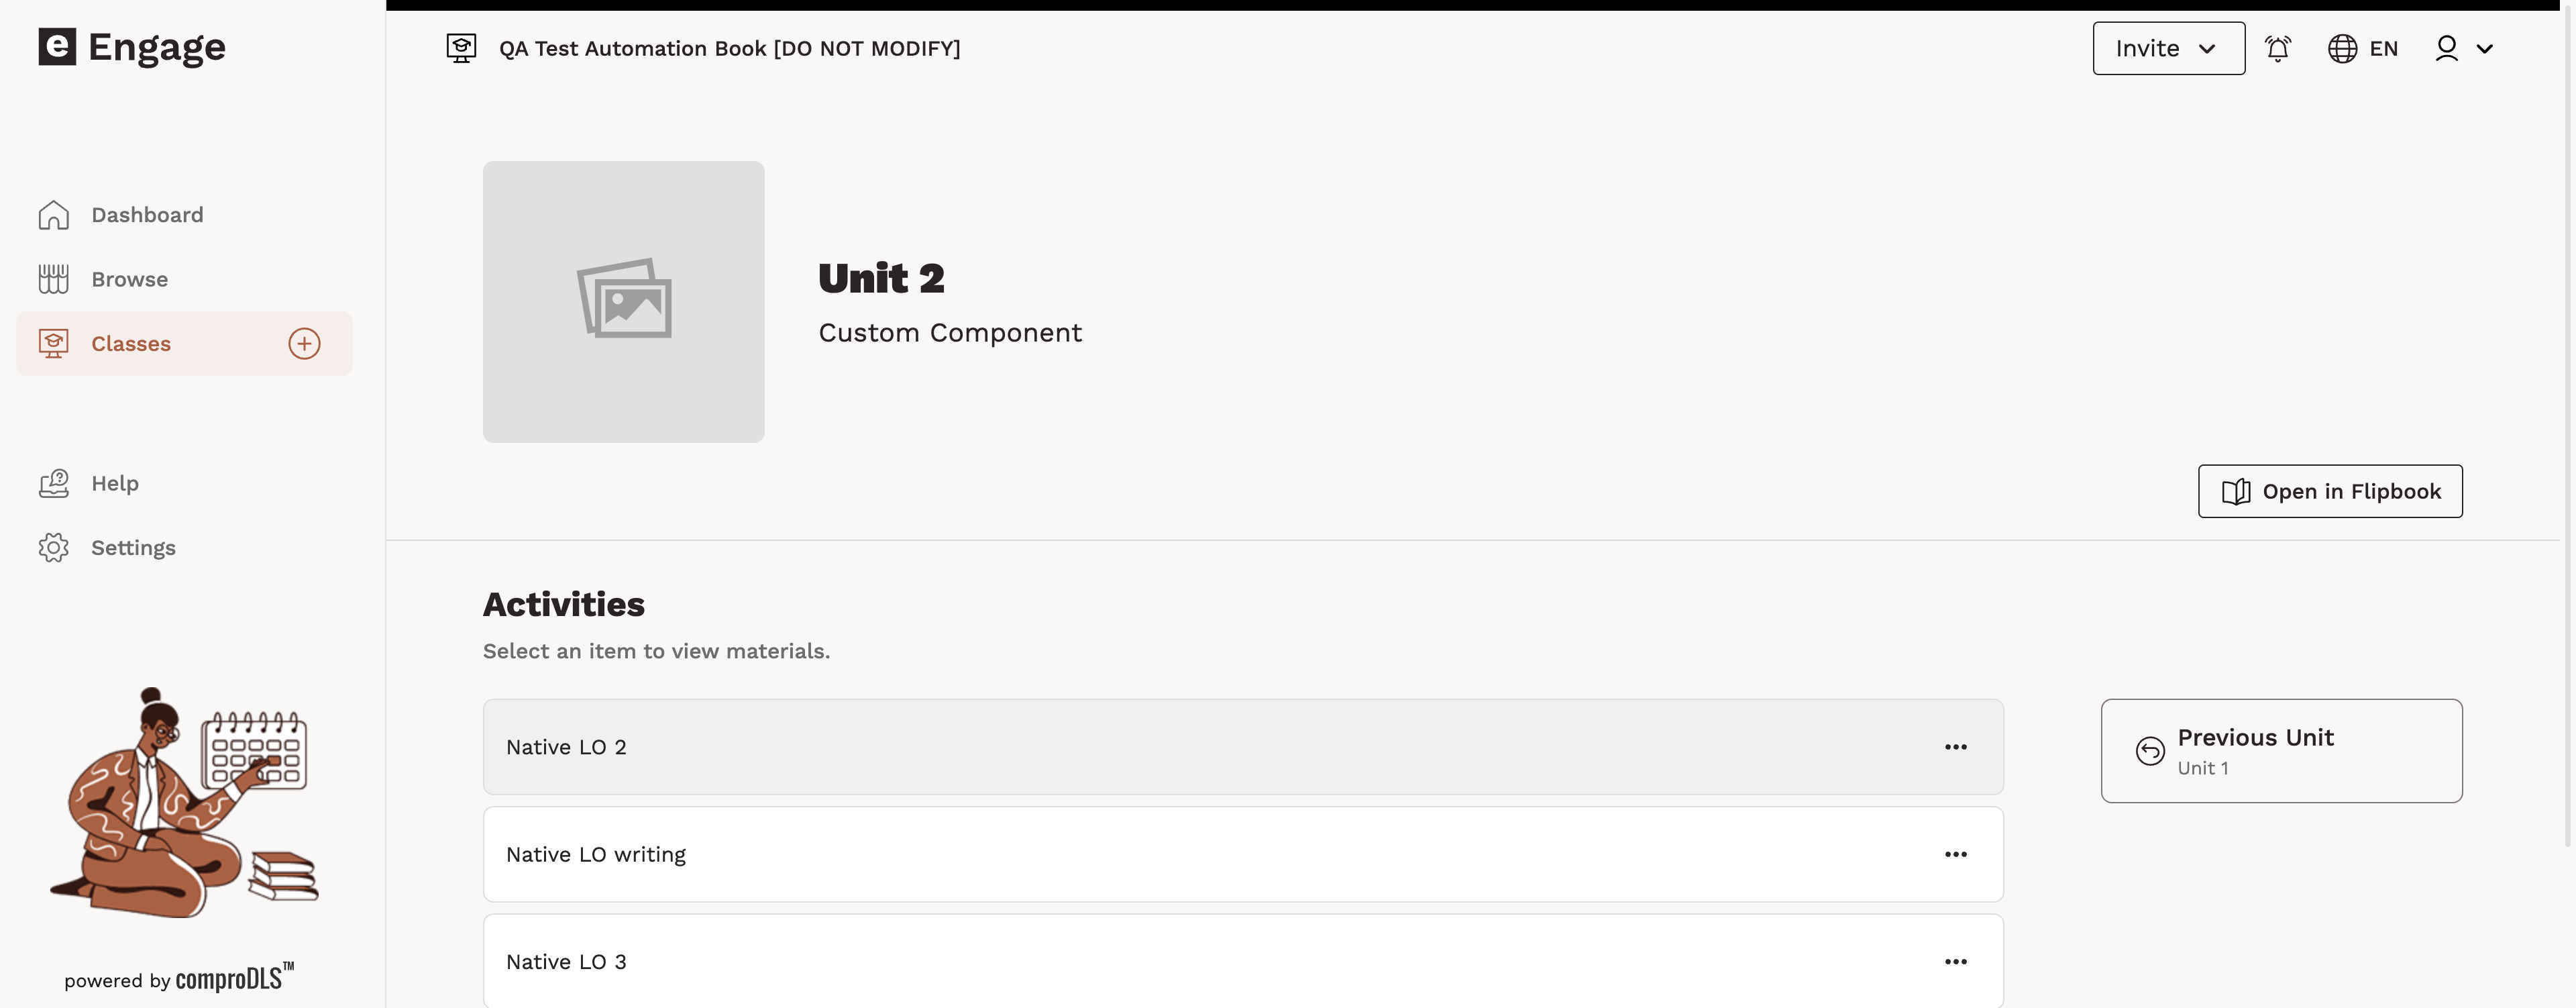 e Engage
QA Test Automation Book [DO NOT MODIFY]
Invite
EN
Dashboard
Browse
Classes
Help
Settings
powered by comproDLS™
Unit 2
Custom Component
Open in Flipbook
Activities
Select an item to view materials.
Native LO 2
Native LO writing
Native LO 3
Previous Unit
Unit 1